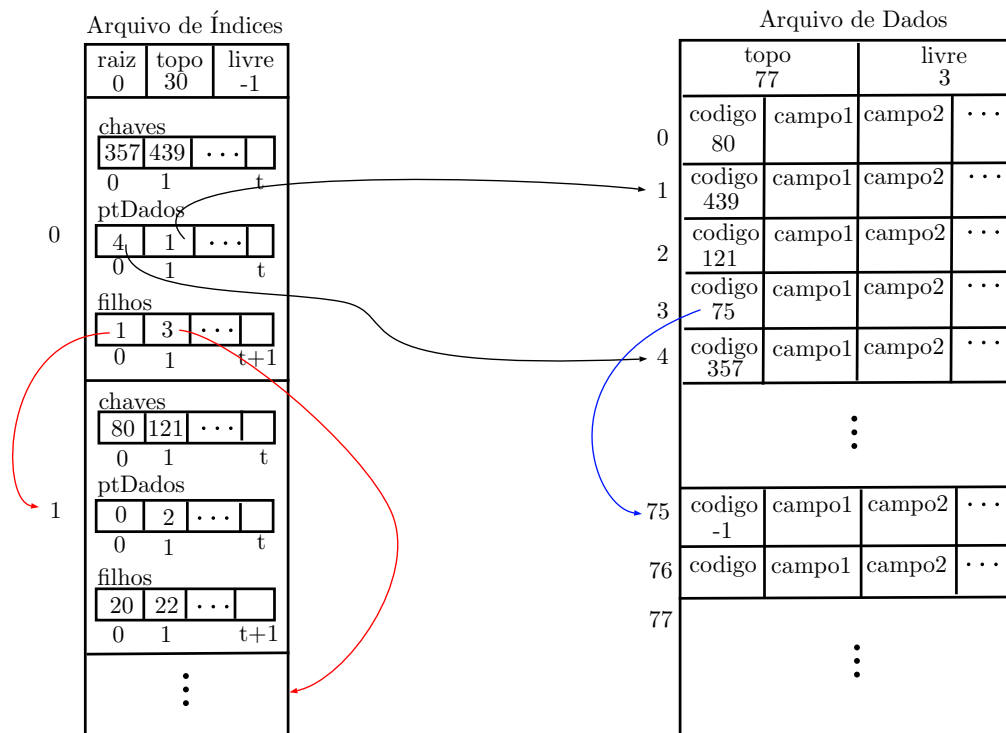 Arquivo de Índices
raiz topo livre
0 30 -1
0
chaves
357 439 ...
0 1 t
ptDados
4 1 ...
0 1 t
filhos
1 3 ...
0 1 t+1
1
chaves
80 121 ...
0 1 t
ptDados
0 2 ...
0 1 t
filhos
20 22 ...
0 1 t+1
Arquivo de Dados
topo livre
77 3
0 codigo campo1 campo2 ...
80
1 codigo campo1 campo2 ...
439
2 codigo campo1 campo2 ...
121
3 codigo campo1 campo2 ...
75
4 codigo campo1 campo2 ...
357
75 codigo campo1 campo2 ...
-1
76 codigo campo1 campo2 ...
77